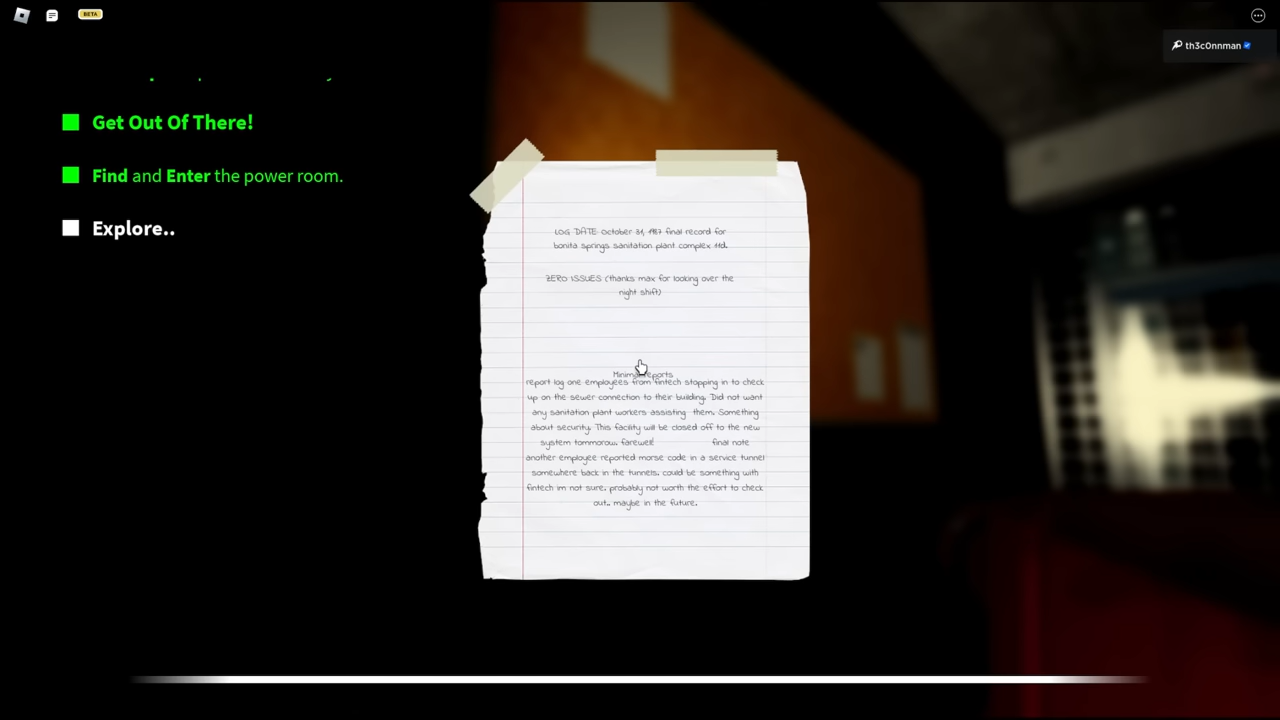 BETA
th3c0nnman
Get Out Of There!
Find and Enter the power room.
Explore..
LOG DATE October 31, 1987 final record for
bonita springs sanitation plant complex 11d.
ZERO ISSUES (thanks max for looking over the
night shift)
Minimal reports
report log one employees from fintech stopping in to check
up on the sewer connection to their building. Did not want
any sanitation plant workers assisting them. Something
about security. This facility will be closed off to the new
system tommorow. farewell! final note
another employee reported morse code in a service tunnel
somewhere back in the tunnels. could be something with
fintech im not sure. probably not worth the effort to check
out.. maybe in the future.